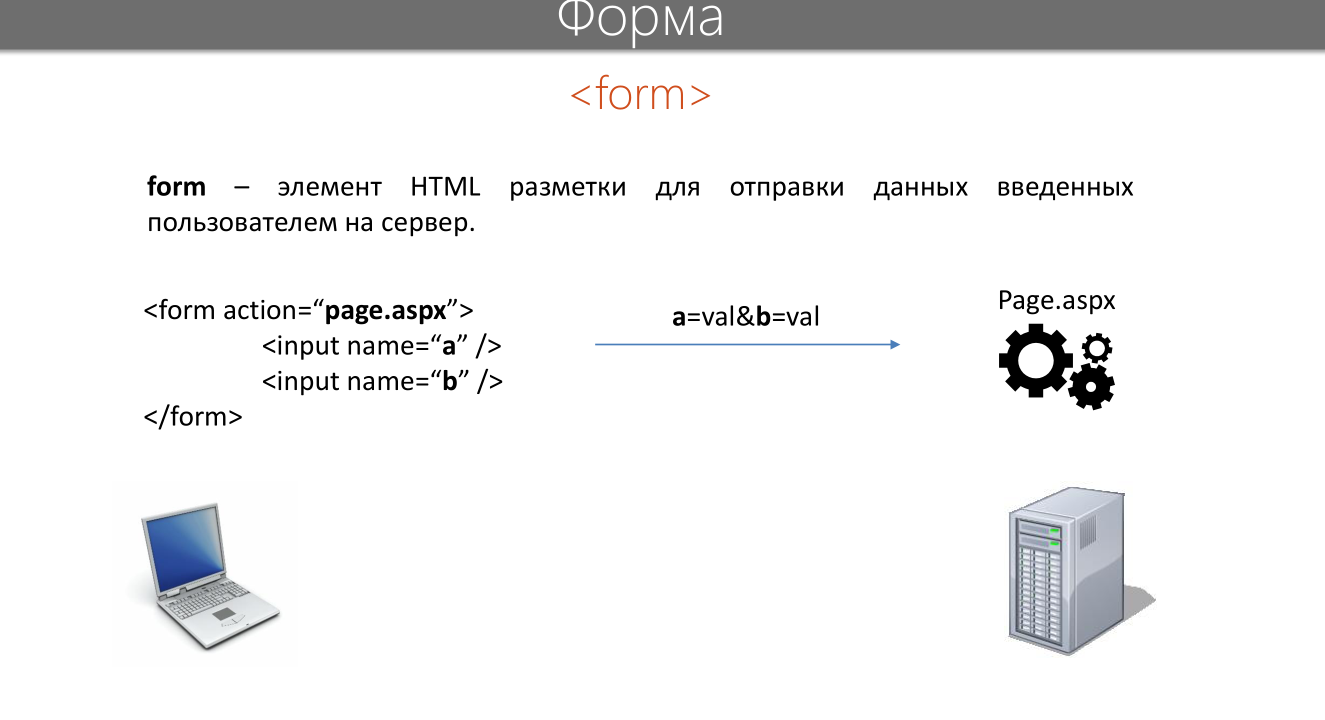 Форма
<form>
form – элемент HTML разметки для отправки данных введенных
пользователем на сервер.
<form action=“page.aspx”>
<input name=“a” />
<input name=“b” />
</form>
a=val&b=val
Page.aspx